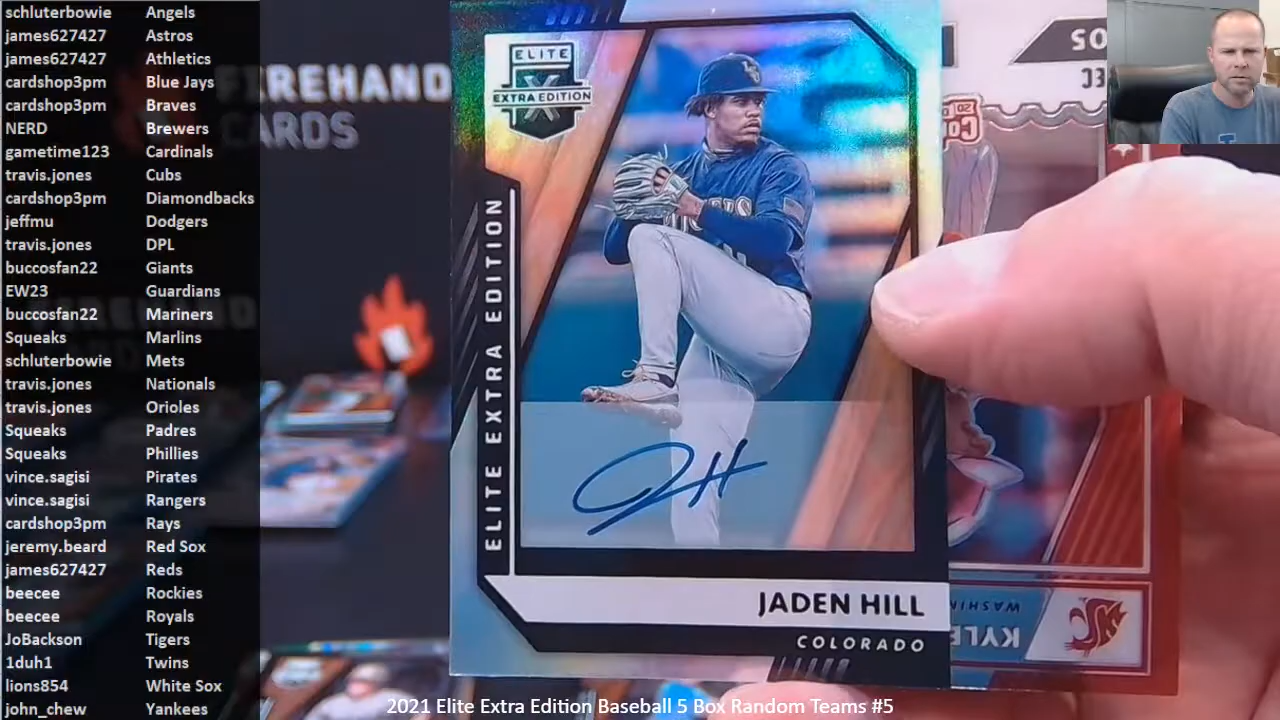 schluterbowie Angels
james627427 Astros
james627427 Athletics
cardshop3pm Blue Jays
cardshop3pm Braves
NERD Brewers
gametime123 Cardinals
travis.jones Cubs
cardshop3pm Diamondbacks
jeffmu Dodgers
travis.jones DPL
buccosfan22 Giants
EW23 Guardians
buccosfan22 Mariners
Squeaks Marlins
schluterbowie Mets
travis.jones Nationals
travis.jones Orioles
Squeaks Padres
Squeaks Phillies
vince.sagisi Pirates
vince.sagisi Rangers
cardshop3pm Rays
jeremy.beard Red Sox
james627427 Reds
beecee Rockies
beecee Royals
JoBackson Tigers
1duh1 Twins
lions854 White Sox
john_chew Yankees
FIREHAND
CARDS
ELITE
X
EXTRA EDITION
ELITE EXTRA EDITION
JH
JADEN HILL
COLORADO
KYLE
WASHIN
2021 Elite Extra Edition Baseball 5 Box Random Teams #5